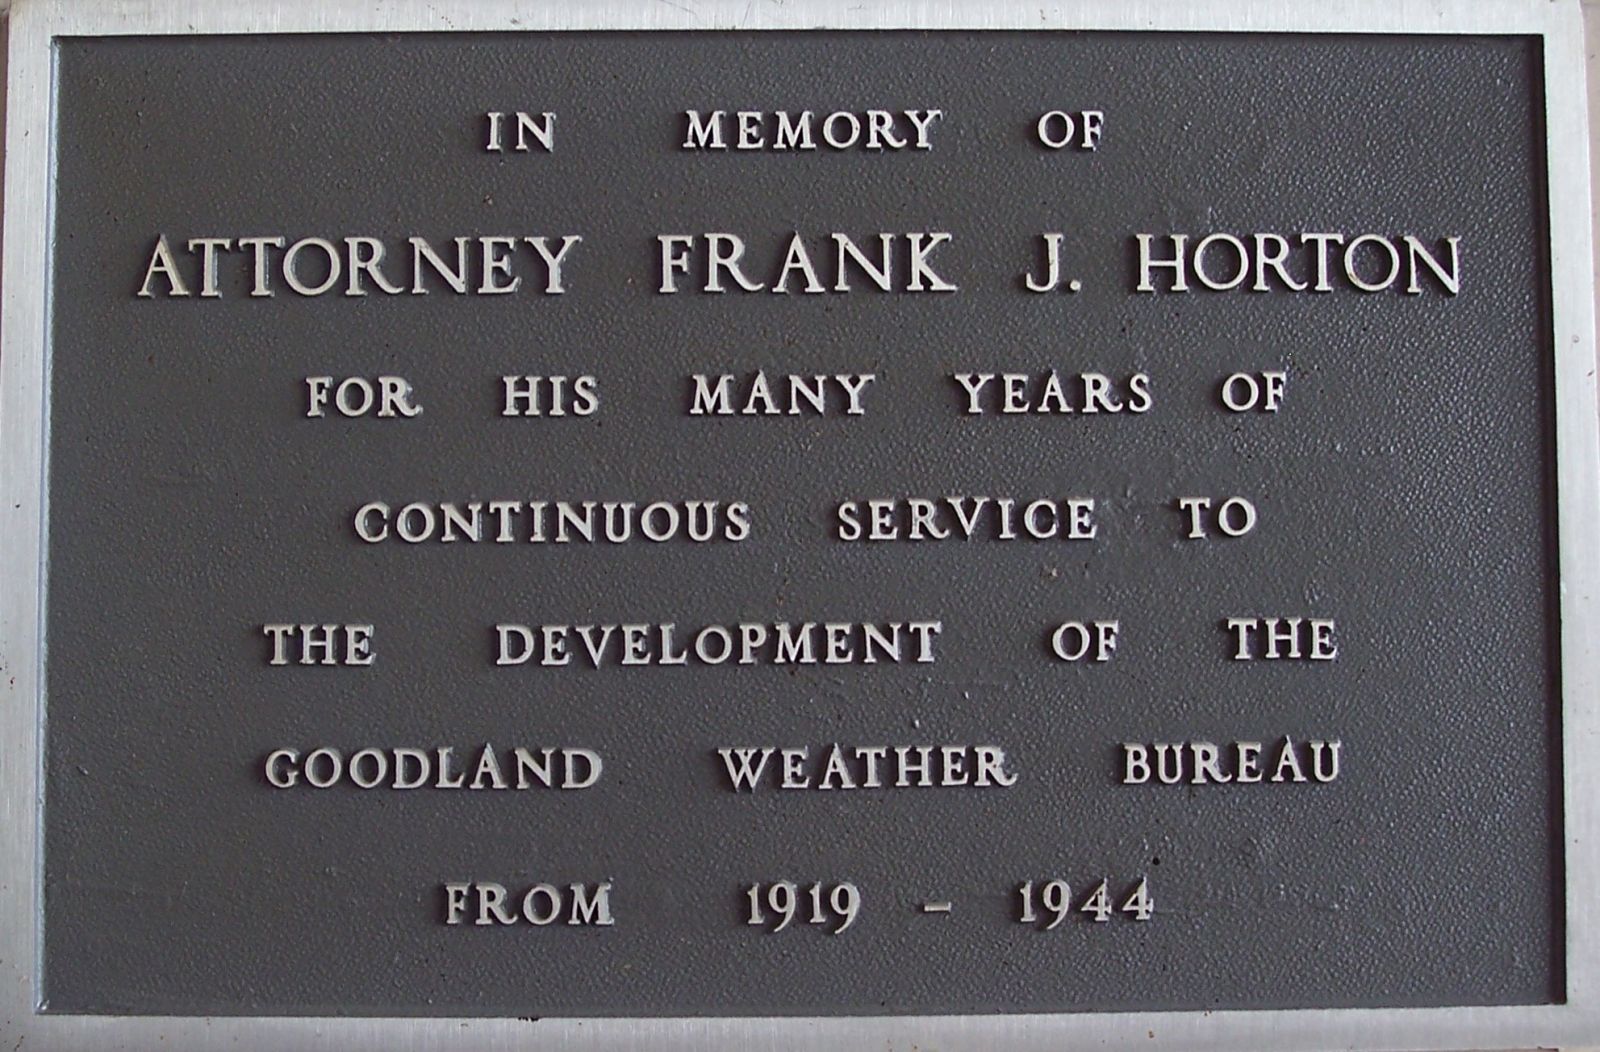 IN MEMORY OF
ATTORNEY FRANK J. HORTON
FOR HIS MANY YEARS OF
CONTINUOUS SERVICE TO
THE DEVELOPMENT OF THE
GOODLAND WEATHER BUREAU
FROM 1919 - 1944